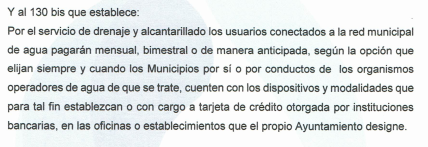 Y al 130 bis que establece:
Por el servicio de drenaje y alcantarillado los usuarios conectados a la red municipal
de agua pagarán mensual, bimestral o de manera anticipada, según la opción que
elijan siempre y cuando los Municipios por sí o por conductos de los organismos
operadores de agua de que se trate, cuenten con los dispositivos y modalidades que
para tal fin establezcan o con cargo a tarjeta de crédito otorgada por instituciones
bancarias, en las oficinas o establecimientos que el propio Ayuntamiento designe.